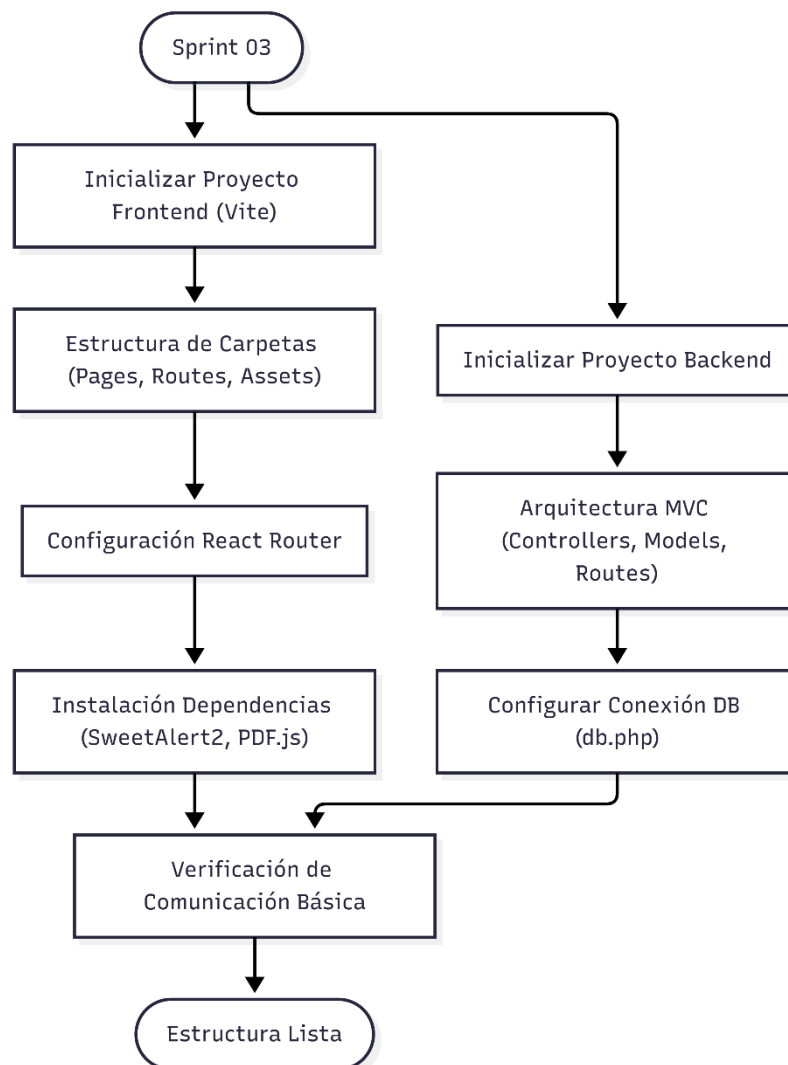 Sprint 03
Inicializar Proyecto
Frontend (Vite)
Estructura de Carpetas
(Pages, Routes, Assets)
Configuración React Router
Instalación Dependencias
(SweetAlert2, PDF.js)
Inicializar Proyecto Backend
Arquitectura MVC
(Controllers, Models,
Routes)
Configurar Conexión DB
(db.php)
Verificación de
Comunicación Básica
Estructura Lista